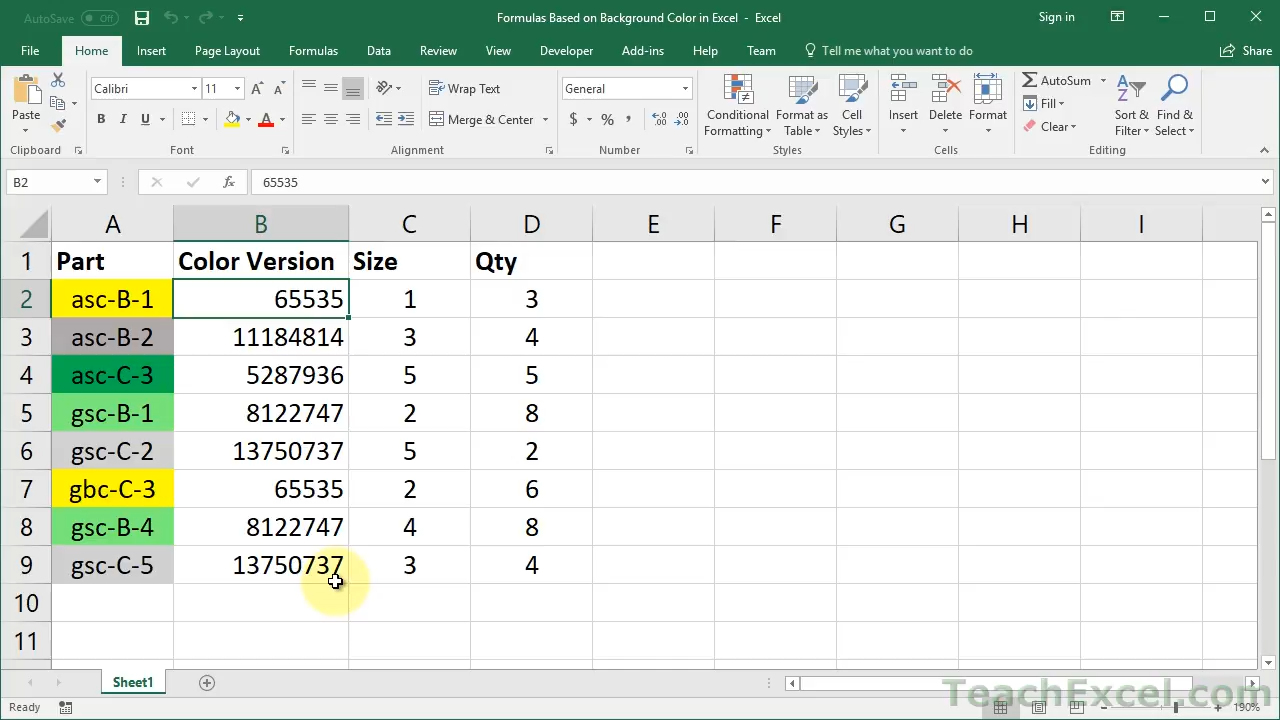 AutoSave Off Formulas Based on Background Color in Excel - Excel Sign in
File Home Insert Page Layout Formulas Data Review View Developer Add-ins Help Team Tell me what you want to do Share
Paste Calibri 11 Wrap Text General Conditional Formatting Format as Table Cell Styles Insert Delete Format AutoSum Sort & Filter Find & Select
B I U A Merge & Center $ % , Fill Clear
Clipboard Font Alignment Number Styles Cells Editing
B2 fx 65535
A B C D E F G H I
1 Part Color Version Size Qty
2 asc-B-1 65535 1 3
3 asc-B-2 11184814 3 4
4 asc-C-3 5287936 5 5
5 gsc-B-1 8122747 2 8
6 gsc-C-2 13750737 5 2
7 gbc-C-3 65535 2 6
8 gsc-B-4 8122747 4 8
9 gsc-C-5 13750737 3 4
10
11
Sheet1
TeachExcel.com
Ready 190%